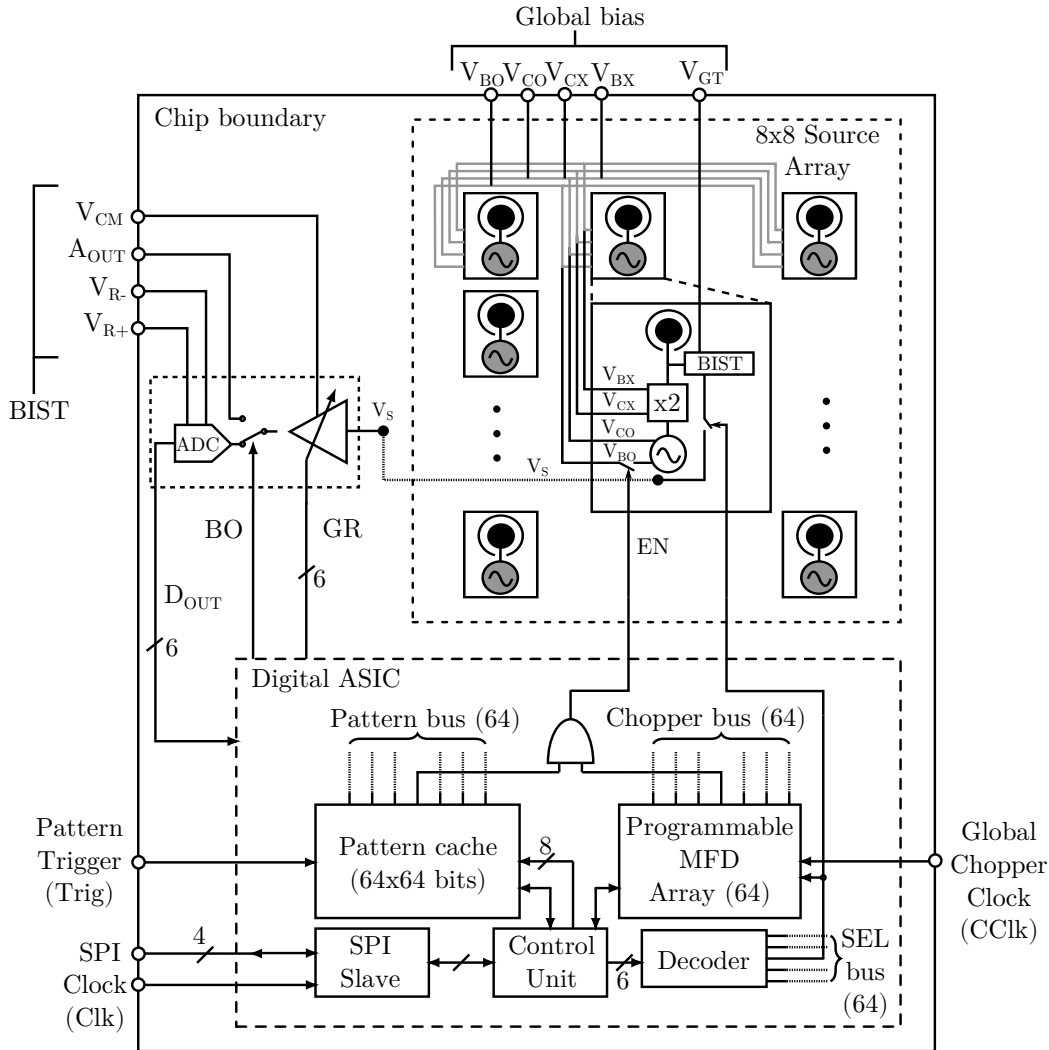 Global bias
V_BO V_CO V_CX V_BX V_GT
Chip boundary
8x8 Source
Array
V_CM
A_OUT
V_R-
V_R+
BIST
ADC
V_S
V_S
BIST
V_BX
x2
V_CX
V_CO
V_BO
BO
GR
EN
6
D_OUT
6
Digital ASIC
Pattern bus (64)
Chopper bus (64)
Pattern
Trigger
(Trig)
Pattern cache
(64x64 bits)
8
Programmable
MFD
Array (64)
Global
Chopper
Clock
(CClk)
SPI
4
Clock
(Clk)
SPI
Slave
Control
Unit
6
Decoder
SEL
bus
(64)